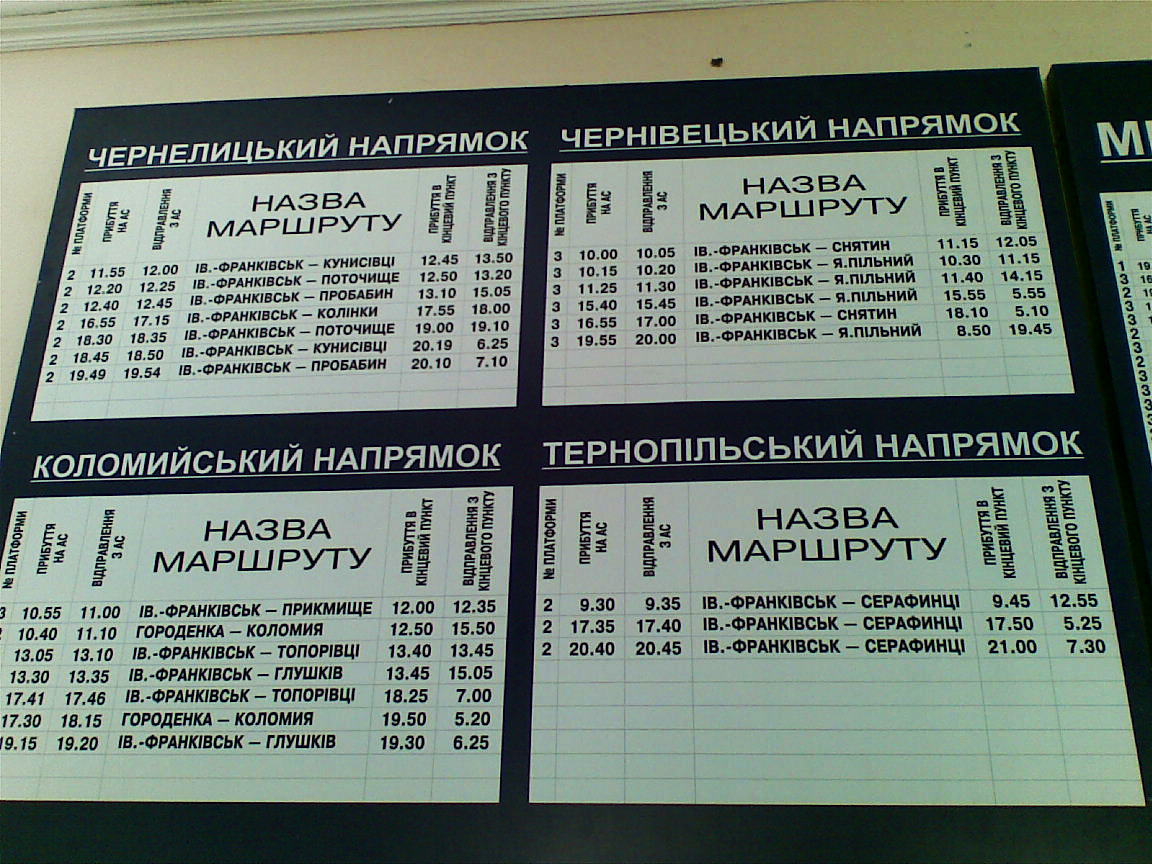 ЧЕРНЕЛИЦЬКИЙ НАПРЯМОК
№ ПЛАТФОРМИ ПРИБУТТЯ НА АС ВІДПРАВЛЕННЯ З АС НАЗВА МАРШРУТУ ПРИБУТТЯ В КІНЦЕВИЙ ПУНКТ ВІДПРАВЛЕННЯ З КІНЦЕВОГО ПУНКТУ
2 11.55 12.00 ІВ.-ФРАНКІВСЬК – КУНИСІВЦІ 12.45 13.50
2 12.20 12.25 ІВ.-ФРАНКІВСЬК – ПОТОЧИЩЕ 12.50 13.20
2 12.40 12.45 ІВ.-ФРАНКІВСЬК – ПРОБАБИН 13.10 15.05
2 16.55 17.15 ІВ.-ФРАНКІВСЬК – КОЛІНКИ 17.55 18.00
2 18.30 18.35 ІВ.-ФРАНКІВСЬК – ПОТОЧИЩЕ 19.00 19.10
2 18.45 18.50 ІВ.-ФРАНКІВСЬК – КУНИСІВЦІ 20.19 6.25
2 19.49 19.54 ІВ.-ФРАНКІВСЬК – ПРОБАБИН 20.10 7.10
ЧЕРНІВЕЦЬКИЙ НАПРЯМОК
№ ПЛАТФОРМИ ПРИБУТТЯ НА АС ВІДПРАВЛЕННЯ З АС НАЗВА МАРШРУТУ ПРИБУТТЯ В КІНЦЕВИЙ ПУНКТ ВІДПРАВЛЕННЯ З КІНЦЕВОГО ПУНКТУ
3 10.00 10.05 ІВ.-ФРАНКІВСЬК – СНЯТИН 11.15 12.05
3 10.15 10.20 ІВ.-ФРАНКІВСЬК – Я.ПІЛЬНИЙ 10.30 11.15
3 11.25 11.30 ІВ.-ФРАНКІВСЬК – Я.ПІЛЬНИЙ 11.40 14.15
3 15.40 15.45 ІВ.-ФРАНКІВСЬК – Я.ПІЛЬНИЙ 15.55 5.55
3 16.55 17.00 ІВ.-ФРАНКІВСЬК – СНЯТИН 18.10 5.10
3 19.55 20.00 ІВ.-ФРАНКІВСЬК – Я.ПІЛЬНИЙ 8.50 19.45
КОЛОМИЙСЬКИЙ НАПРЯМОК
№ ПЛАТФОРМИ ПРИБУТТЯ НА АС ВІДПРАВЛЕННЯ З АС НАЗВА МАРШРУТУ ПРИБУТТЯ В КІНЦЕВИЙ ПУНКТ ВІДПРАВЛЕННЯ З КІНЦЕВОГО ПУНКТУ
3 10.55 11.00 ІВ.-ФРАНКІВСЬК – ПРИКМИЩЕ 12.00 12.35
10.40 11.10 ГОРОДЕНКА – КОЛОМИЯ 12.50 15.50
13.05 13.10 ІВ.-ФРАНКІВСЬК – ТОПОРІВЦІ 13.40 13.45
13.30 13.35 ІВ.-ФРАНКІВСЬК – ГЛУШКІВ 13.45 15.05
17.41 17.46 ІВ.-ФРАНКІВСЬК – ТОПОРІВЦІ 18.25 7.00
17.30 18.15 ГОРОДЕНКА – КОЛОМИЯ 19.50 5.20
19.15 19.20 ІВ.-ФРАНКІВСЬК – ГЛУШКІВ 19.30 6.25
ТЕРНОПІЛЬСЬКИЙ НАПРЯМОК
№ ПЛАТФОРМИ ПРИБУТТЯ НА АС ВІДПРАВЛЕННЯ З АС НАЗВА МАРШРУТУ ПРИБУТТЯ В КІНЦЕВИЙ ПУНКТ ВІДПРАВЛЕННЯ З КІНЦЕВОГО ПУНКТУ
2 9.30 9.35 ІВ.-ФРАНКІВСЬК – СЕРАФИНЦІ 9.45 12.55
2 17.35 17.40 ІВ.-ФРАНКІВСЬК – СЕРАФИНЦІ 17.50 5.25
2 20.40 20.45 ІВ.-ФРАНКІВСЬК – СЕРАФИНЦІ 21.00 7.30
№ ПЛАТФОРМИ ПРИБУТТЯ